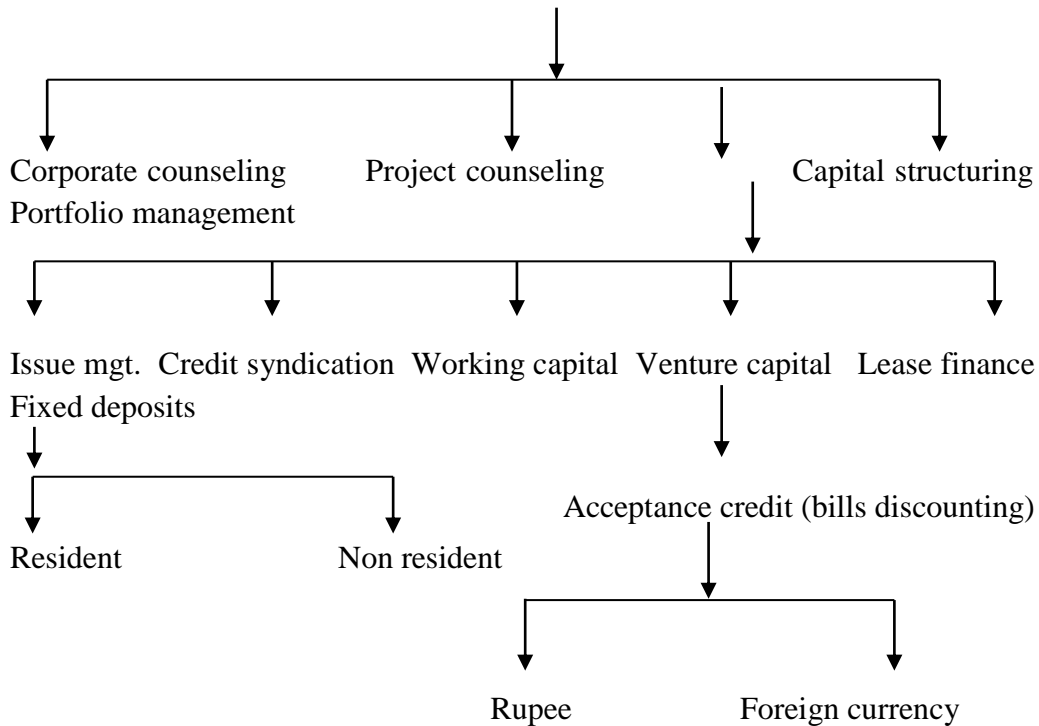 Corporate counseling Project counseling Capital structuring
Portfolio management
Issue mgt. Credit syndication Working capital Venture capital Lease finance
Fixed deposits
Acceptance credit (bills discounting)
Resident Non resident
Rupee Foreign currency